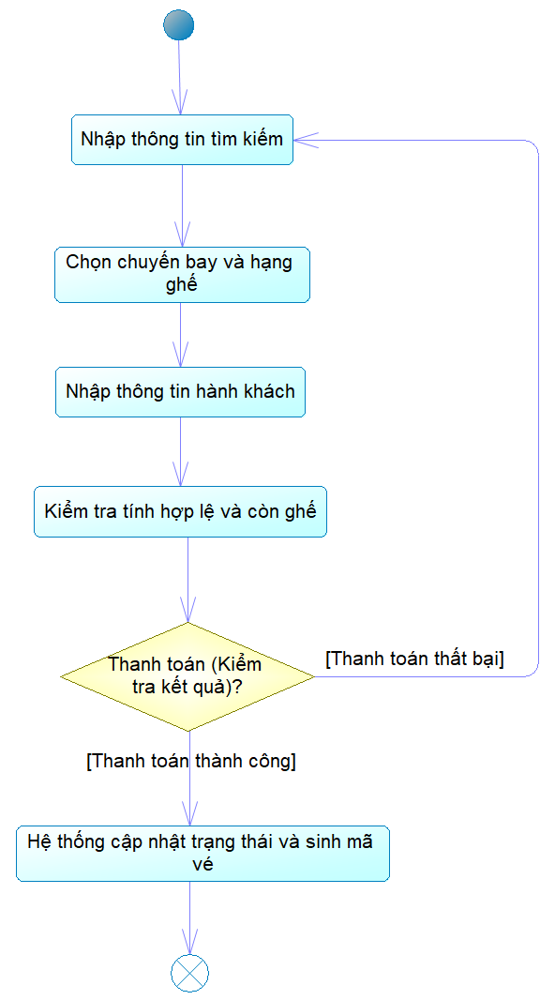 Nhập thông tin tìm kiếm
Chọn chuyến bay và hạng
ghế
Nhập thông tin hành khách
Kiểm tra tính hợp lệ và còn ghế
Thanh toán (Kiểm
tra kết quả)?
[Thanh toán thất bại]
[Thanh toán thành công]
Hệ thống cập nhật trạng thái và sinh mã
vé